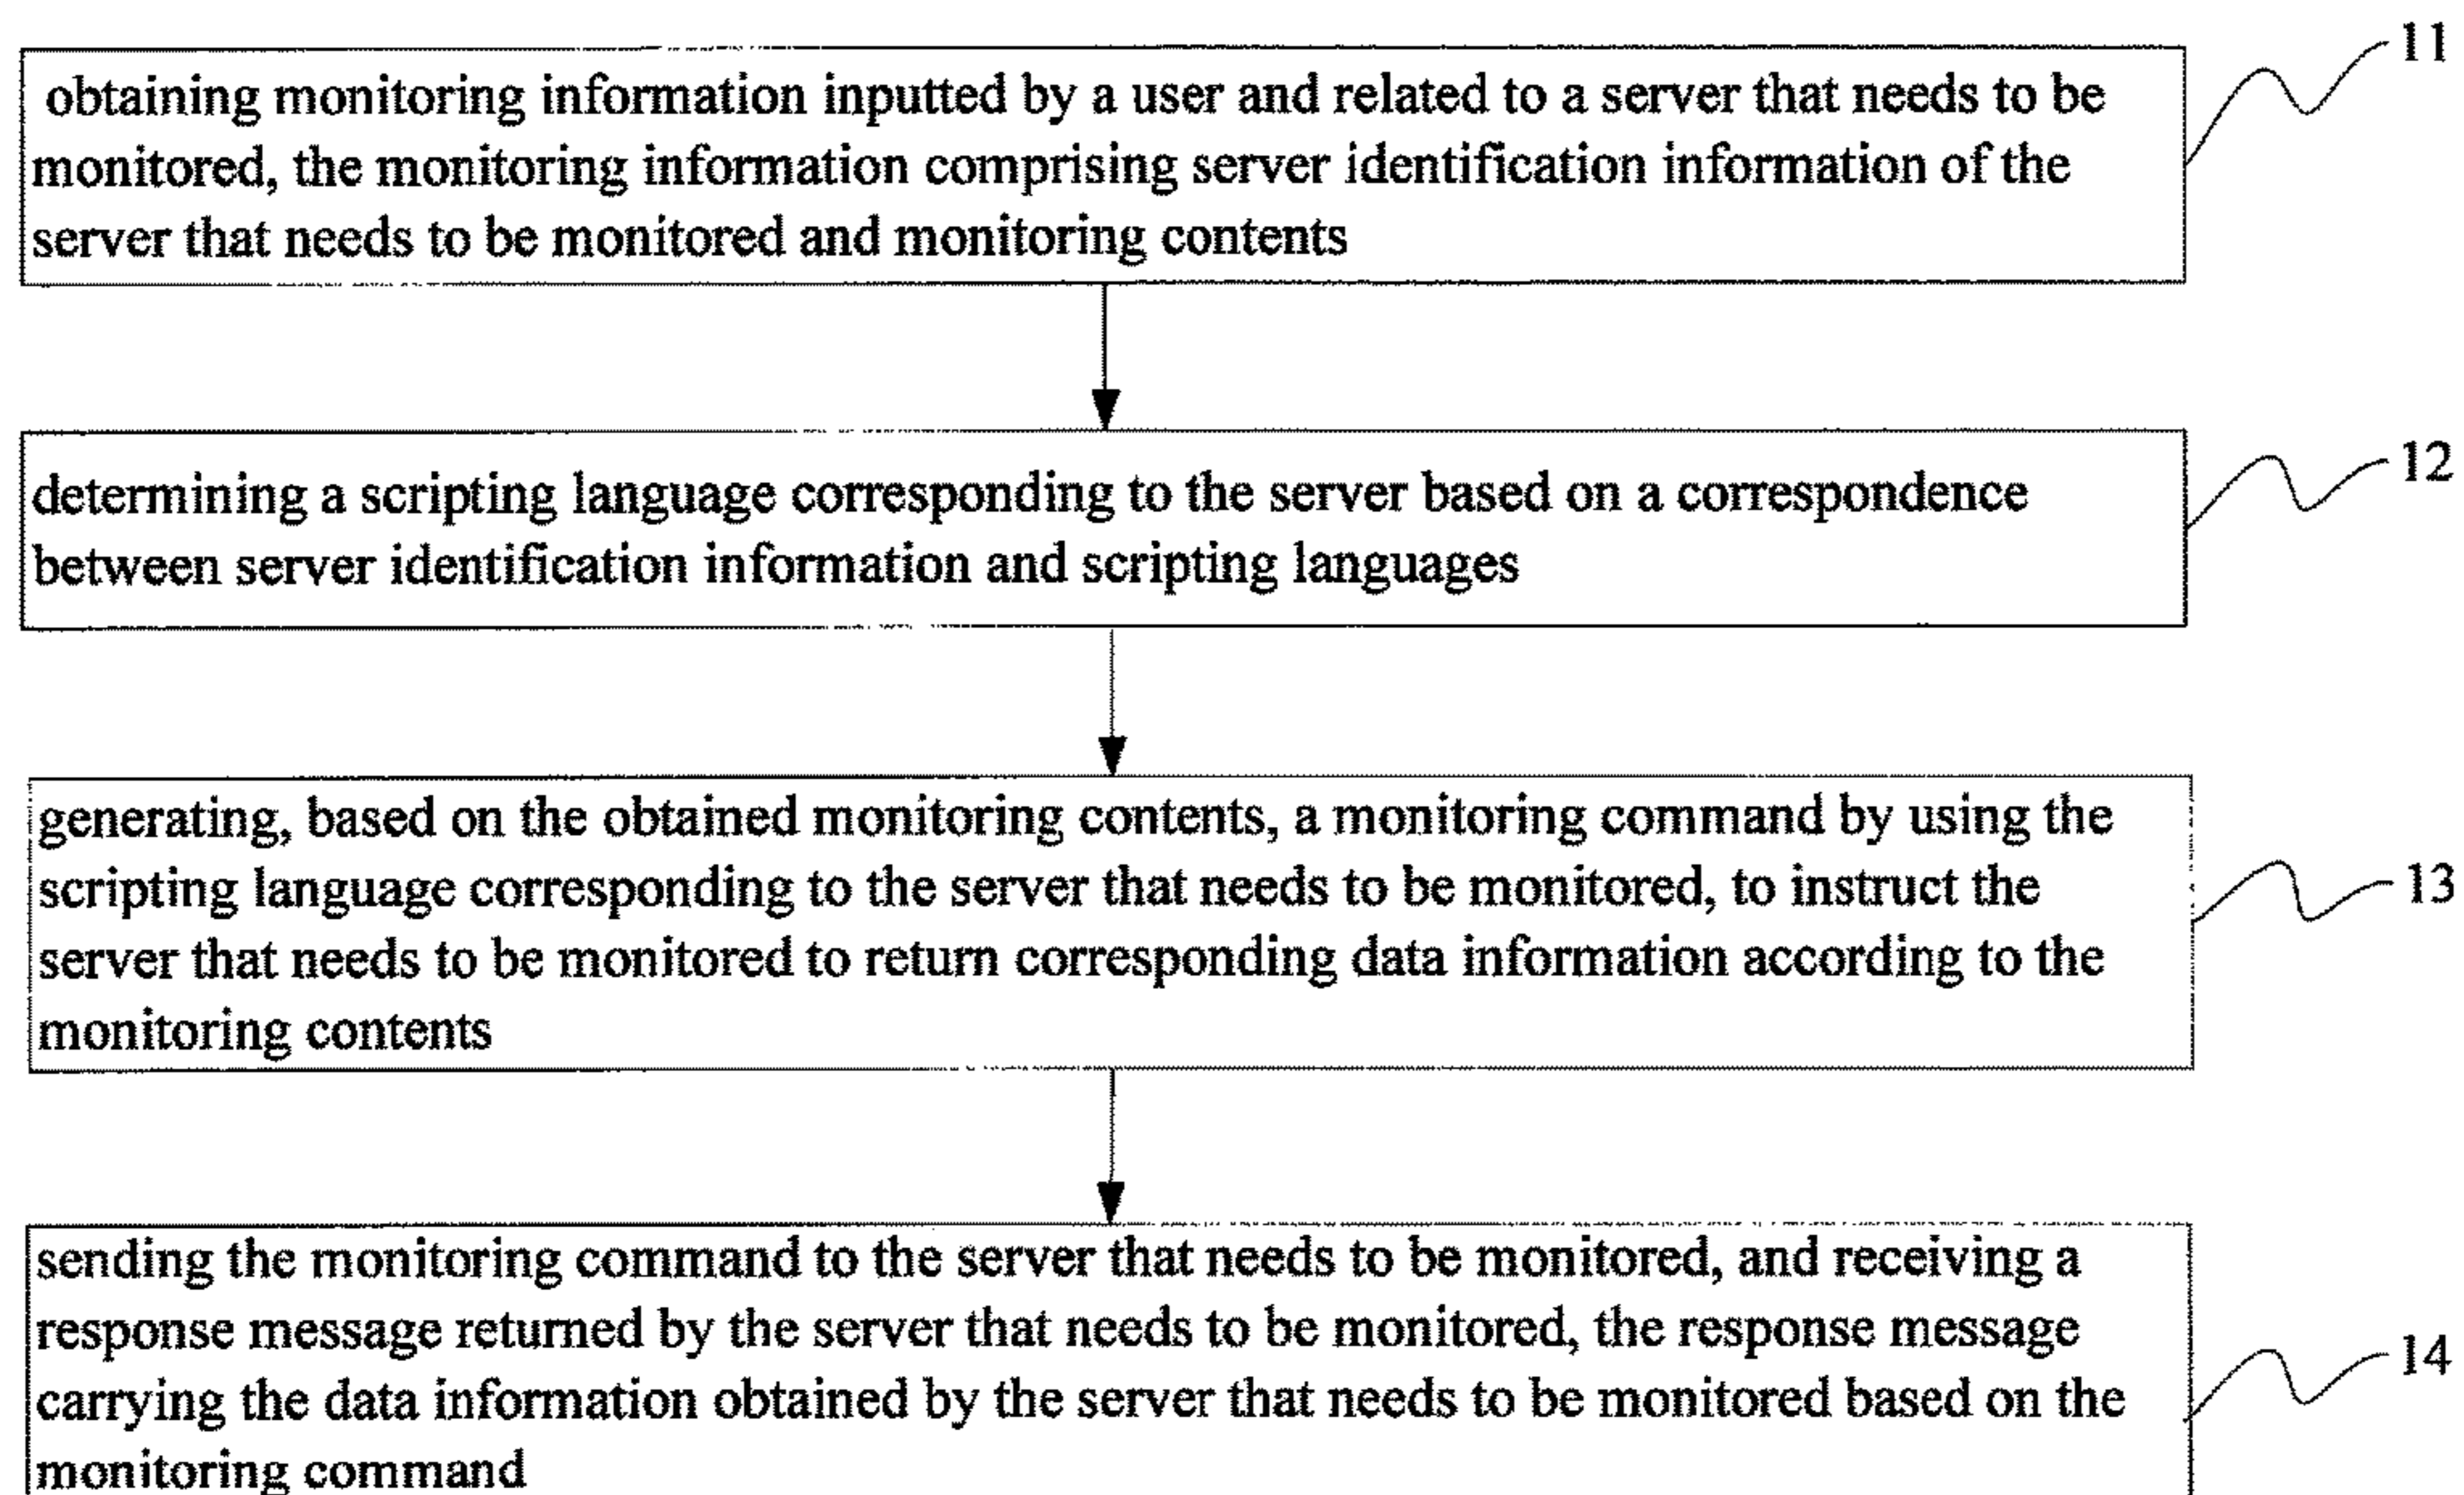 11
obtaining monitoring information inputted by a user and related to a server that needs to be
monitored, the monitoring information comprising server identification information of the
server that needs to be monitored and monitoring contents
12
determining a scripting language corresponding to the server based on a correspondence
between server identification information and scripting languages
generating, based on the obtained monitoring contents, a monitoring command by using the
scripting language corresponding to the server that needs to be monitored, to instruct the
13
server that needs to be monitored to return corresponding data information according to the
monitoring contents
sending the monitoring command to the server that needs to be monitored, and receiving a
response message returned by the server that needs to be monitored, the response message
14
carrying the data information obtained by the server that needs to be monitored based on the
monitoring command